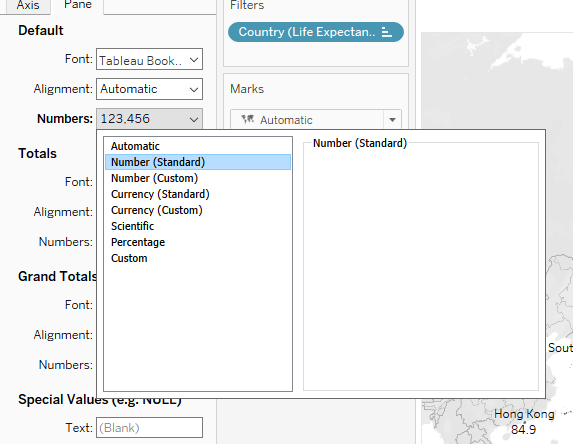 Axis
Pane
Default
Font: Tableau Book..
Alignment: Automatic
Numbers: 123,456
Automatic
Number (Standard)
Number (Custom)
Currency (Standard)
Currency (Custom)
Scientific
Percentage
Custom
Number (Standard)
Totals
Font:
Alignment:
Numbers:
Grand Totals
Font:
Alignment:
Numbers:
Special Values (e.g. NULL)
Text: (Blank)
Filters
Country (Life Expectan..
Marks
Automatic
Sout
Hong Kong
84.9